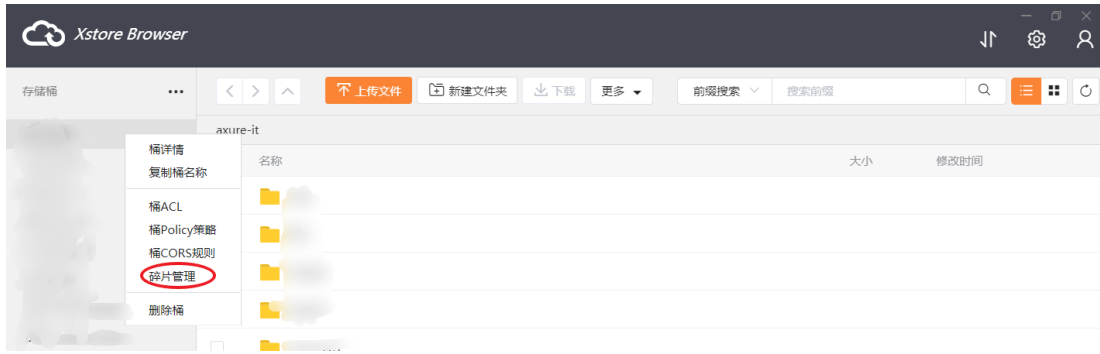 Xstore Browser
存储桶
上传文件 新建文件夹 下载 更多 前缀搜索 搜索前缀
axure-it
名称 大小 修改时间
桶详情
复制桶名称
桶ACL
桶Policy策略
桶CORS规则
碎片管理
删除桶